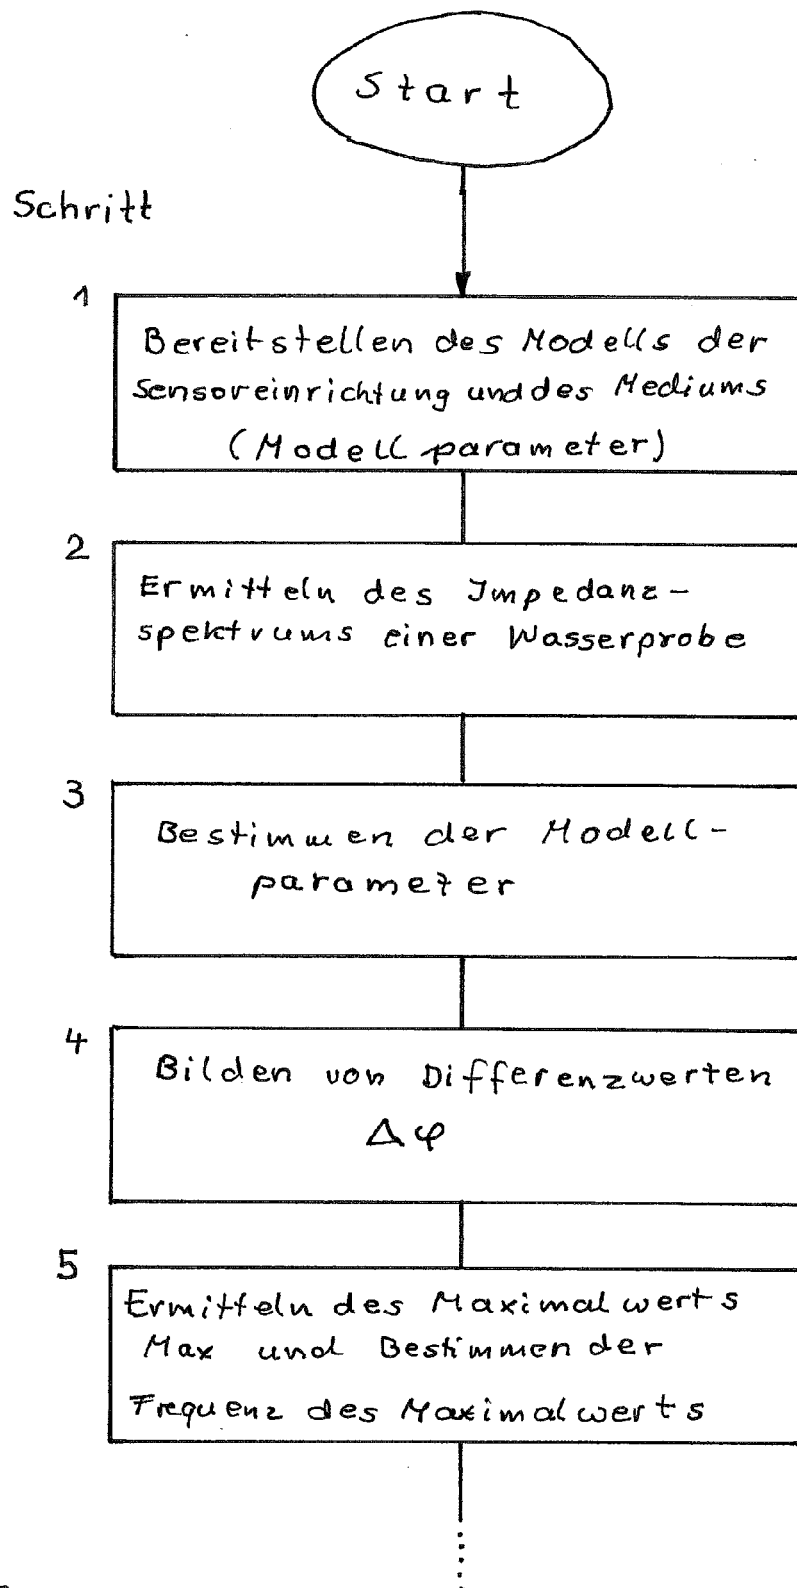 Start
Schritt
1
Bereitstellen des Modells der
Sensoreinrichtung und des Mediums
(Modellparameter)
2
Ermitteln des Impedanz-
spektrums einer Wasserprobe
3
Bestimmen der Modell-
parameter
4
Bilden von Differenzwerten
Δφ
5
Ermitteln des Maximalwerts
Max und Bestimmen der
Frequenz des Maximalwerts